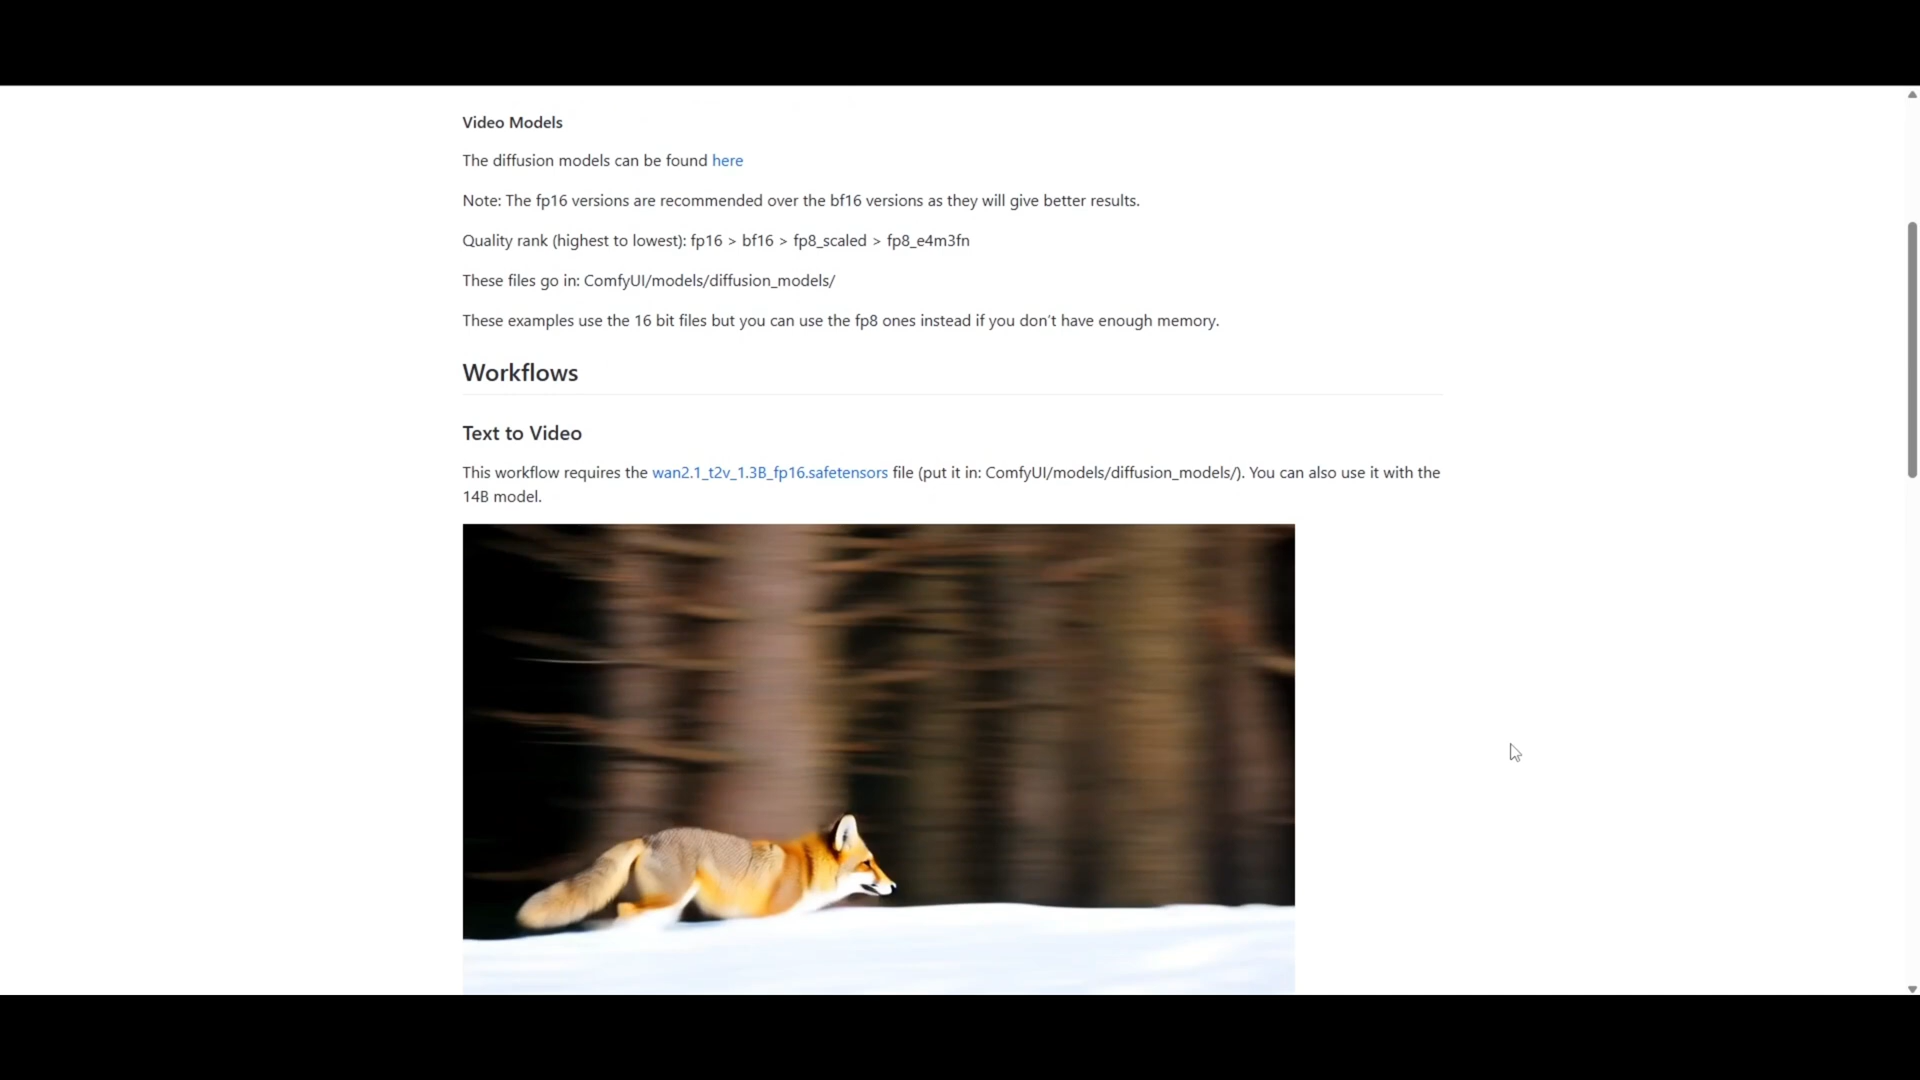 Video Models
The diffusion models can be found here
Note: The fp16 versions are recommended over the bf16 versions as they will give better results.
Quality rank (highest to lowest): fp16 > bf16 > fp8_scaled > fp8_e4m3fn
These files go in: ComfyUI/models/diffusion_models/
These examples use the 16 bit files but you can use the fp8 ones instead if you don't have enough memory.
Workflows
Text to Video
This workflow requires the wan2.1_t2v_1.3B_fp16.safetensors file (put it in: ComfyUI/models/diffusion_models/). You can also use it with the
14B model.